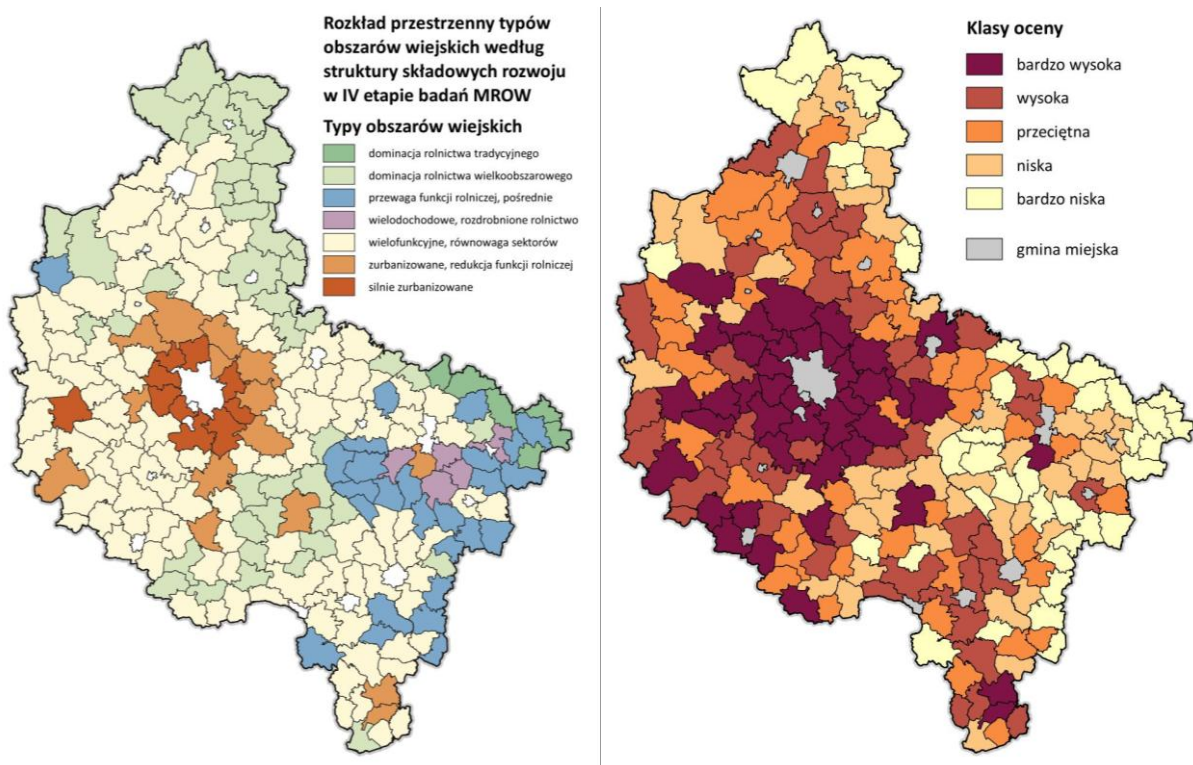 Rozkład przestrzenny typów
obszarów wiejskich według
struktury składowych rozwoju
w IV etapie badań MROW
Typy obszarów wiejskich
dominacja rolnictwa tradycyjnego
dominacja rolnictwa wielkoobszarowego
przewaga funkcji rolniczej, pośrednie
wielodochodowe, rozdrobnione rolnictwo
wielofunkcyjne, równowaga sektorów
zurbanizowane, redukcja funkcji rolniczej
silnie zurbanizowane
Klasy oceny
bardzo wysoka
wysoka
przeciętna
niska
bardzo niska
gmina miejska